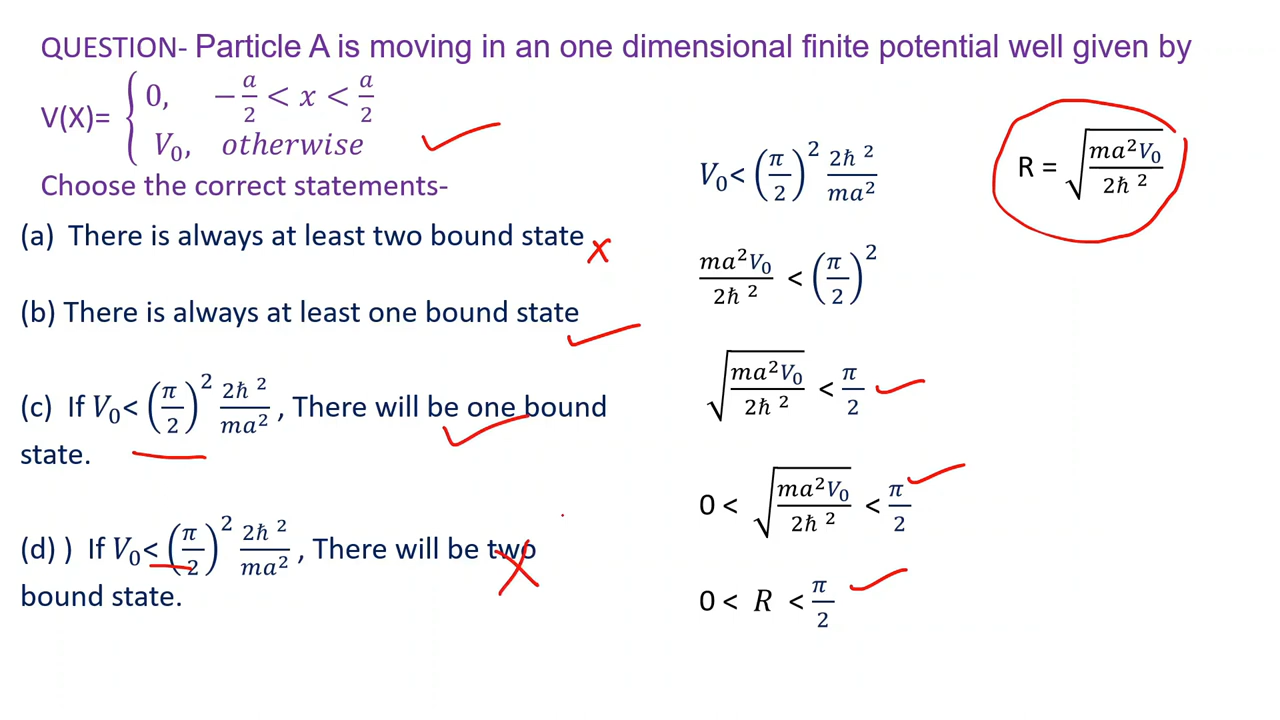 QUESTION- Particle A is moving in an one dimensional finite potential well given by
V(X)= { 0, −a/2 < x < a/2
V₀, otherwise
Choose the correct statements-
(a) There is always at least two bound state
(b) There is always at least one bound state
(c) If V₀< (π/2)² 2ħ²/ma² , There will be one bound
state.
(d) ) If V₀< (π/2)² 2ħ²/ma² , There will be two
bound state.
V₀< (π/2)² 2ħ²/ma²
ma²V₀/2ħ² < (π/2)²
√(ma²V₀/2ħ²) < π/2
0 < √(ma²V₀/2ħ²) < π/2
0 < R < π/2
R = √(ma²V₀/2ħ²)